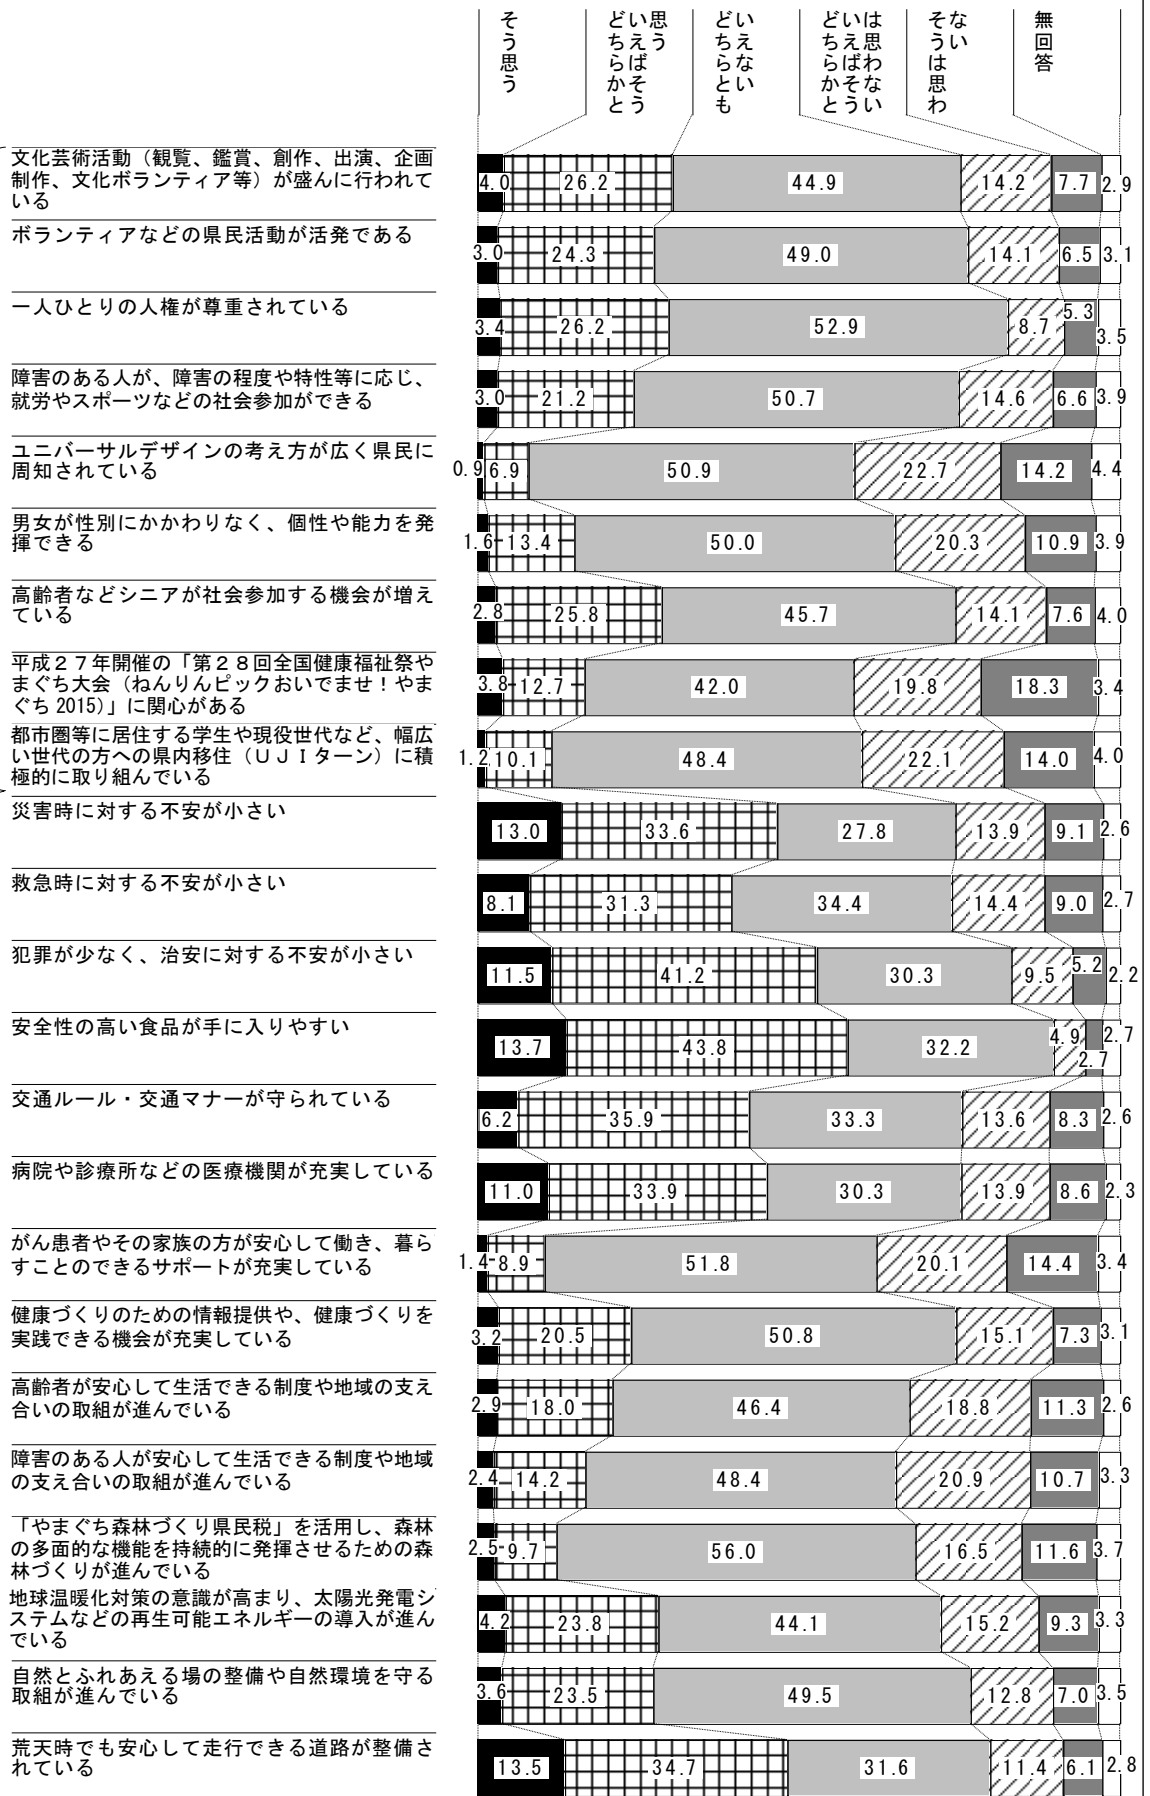 そう思う
どちらかと
いえばそう
思う
どちらとも
いえない
どちらかと
いえばそう
は思わない
そうは思わ
ない
無回答
文化芸術活動（観覧、鑑賞、創作、出演、企画
制作、文化ボランティア等）が盛んに行われて
いる
4.0 26.2 44.9 14.2 7.7 2.9
ボランティアなどの県民活動が活発である
3.0 24.3 49.0 14.1 6.5 3.1
一人ひとりの人権が尊重されている
3.4 26.2 52.9 8.7 5.3 3.5
障害のある人が、障害の程度や特性等に応じ、
就労やスポーツなどの社会参加ができる
3.0 21.2 50.7 14.6 6.6 3.9
ユニバーサルデザインの考え方が広く県民に
周知されている
0.9 6.9 50.9 22.7 14.2 4.4
男女が性別にかかわりなく、個性や能力を発
揮できる
1.6 13.4 50.0 20.3 10.9 3.9
高齢者などシニアが社会参加する機会が増え
ている
2.8 25.8 45.7 14.1 7.6 4.0
平成２７年開催の「第２８回全国健康福祉祭や
まぐち大会（ねんりんピックおいでませ！やま
ぐち 2015）」に関心がある
3.8 12.7 42.0 19.8 18.3 3.4
都市圏等に居住する学生や現役世代など、幅広
い世代の方への県内移住（ＵＪＩターン）に積
極的に取り組んでいる
1.2 10.1 48.4 22.1 14.0 4.0
災害時に対する不安が小さい
13.0 33.6 27.8 13.9 9.1 2.6
救急時に対する不安が小さい
8.1 31.3 34.4 14.4 9.0 2.7
犯罪が少なく、治安に対する不安が小さい
11.5 41.2 30.3 9.5 5.2 2.2
安全性の高い食品が手に入りやすい
13.7 43.8 32.2 4.9 2.7 2.7
交通ルール・交通マナーが守られている
6.2 35.9 33.3 13.6 8.3 2.6
病院や診療所などの医療機関が充実している
11.0 33.9 30.3 13.9 8.6 2.3
がん患者やその家族の方が安心して働き、暮ら
すことのできるサポートが充実している
1.4 8.9 51.8 20.1 14.4 3.4
健康づくりのための情報提供や、健康づくりを
実践できる機会が充実している
3.2 20.5 50.8 15.1 7.3 3.1
高齢者が安心して生活できる制度や地域の支え
合いの取組が進んでいる
2.9 18.0 46.4 18.8 11.3 2.6
障害のある人が安心して生活できる制度や地域
の支え合いの取組が進んでいる
2.4 14.2 48.4 20.9 10.7 3.3
「やまぐち森林づくり県民税」を活用し、森林
の多面的な機能を持続的に発揮させるための森
林づくりが進んでいる
2.5 9.7 56.0 16.5 11.6 3.7
地球温暖化対策の意識が高まり、太陽光発電シ
ステムなどの再生可能エネルギーの導入が進ん
でいる
4.2 23.8 44.1 15.2 9.3 3.3
自然とふれあえる場の整備や自然環境を守る
取組が進んでいる
3.6 23.5 49.5 12.8 7.0 3.5
荒天時でも安心して走行できる道路が整備さ
れている
13.5 34.7 31.6 11.4 6.1 2.8